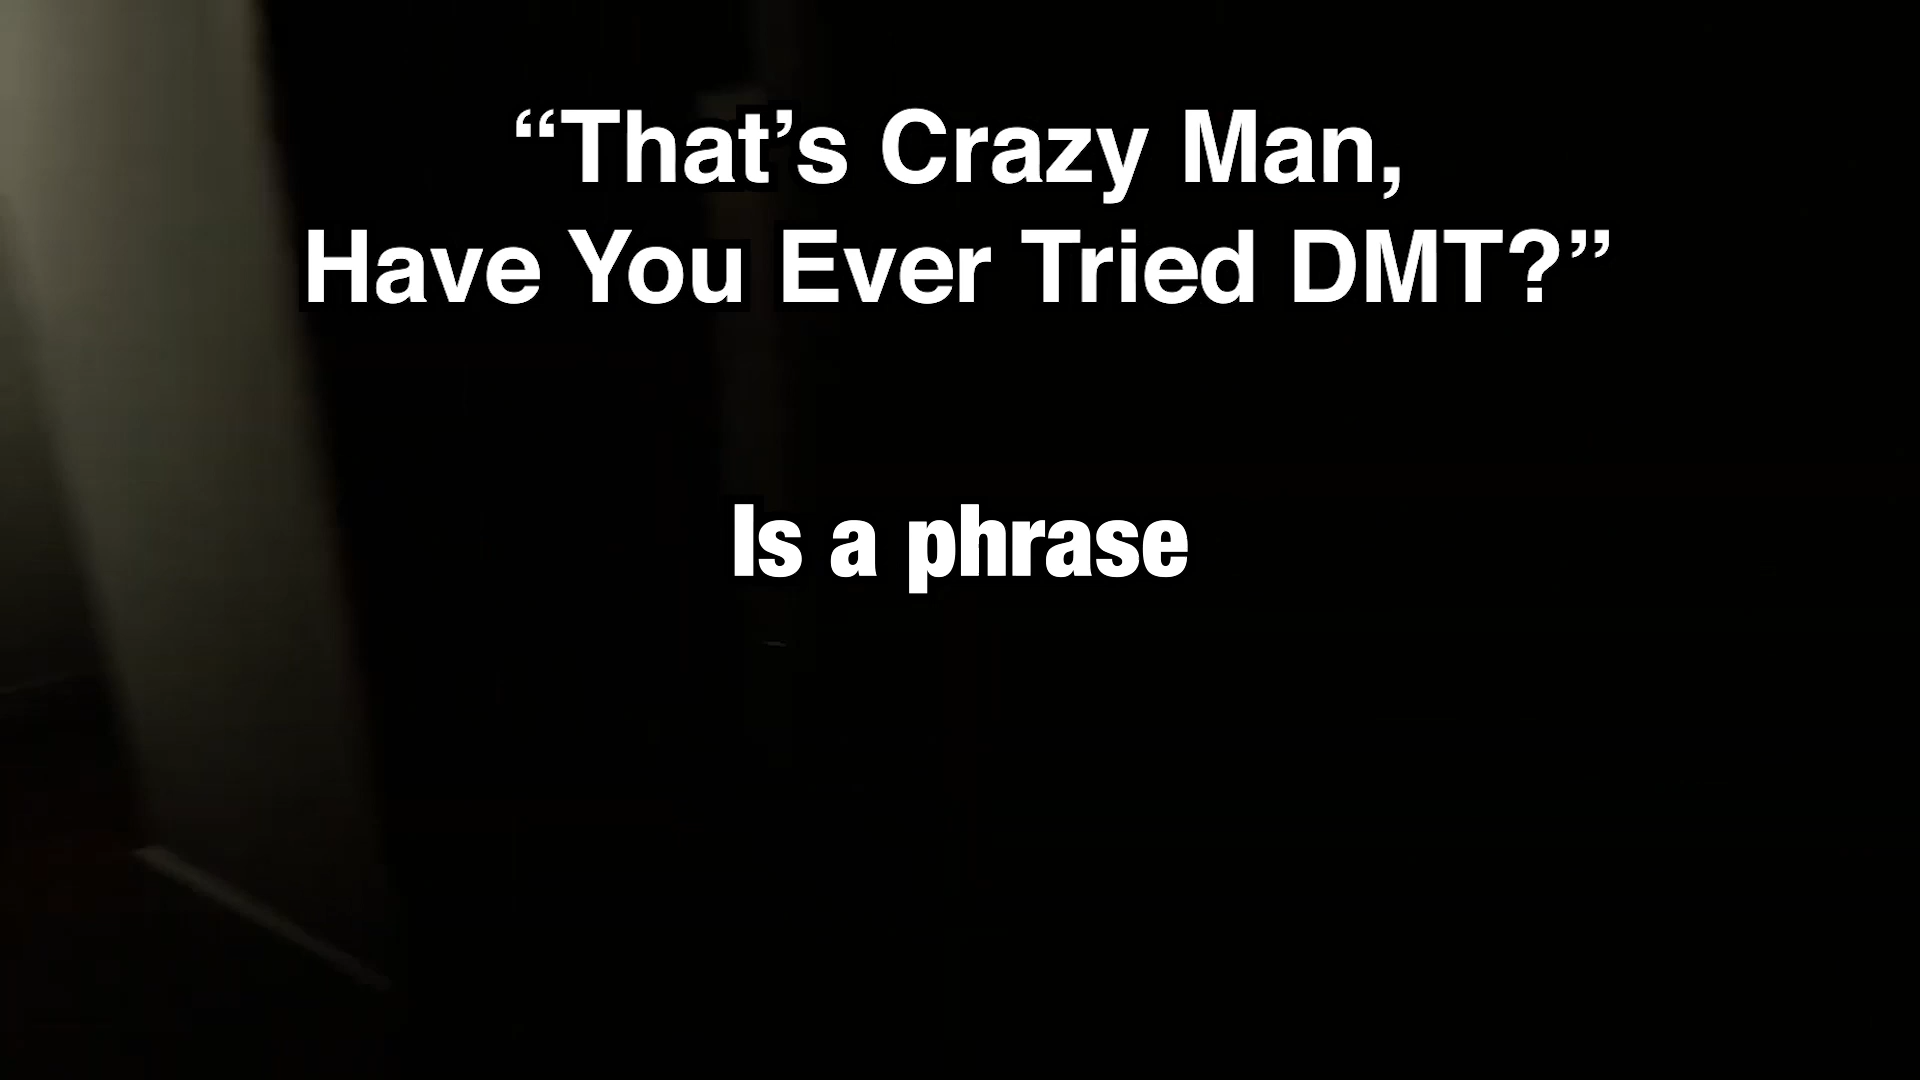 “That’s Crazy Man,
Have You Ever Tried DMT?”
Is a phrase